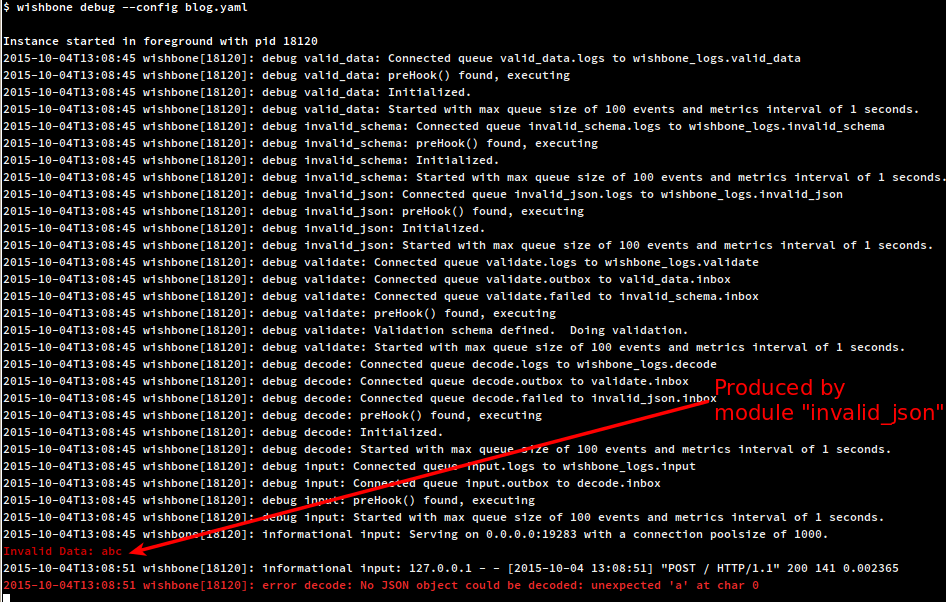 $ wishbone debug --config blog.yaml
Instance started in foreground with pid 18120
2015-10-04T13:08:45 wishbone[18120]: debug valid_data: Connected queue valid_data.logs to wishbone_logs.valid_data
2015-10-04T13:08:45 wishbone[18120]: debug valid_data: preHook() found, executing
2015-10-04T13:08:45 wishbone[18120]: debug valid_data: Initialized.
2015-10-04T13:08:45 wishbone[18120]: debug valid_data: Started with max queue size of 100 events and metrics interval of 1 seconds.
2015-10-04T13:08:45 wishbone[18120]: debug invalid_schema: Connected queue invalid_schema.logs to wishbone_logs.invalid_schema
2015-10-04T13:08:45 wishbone[18120]: debug invalid_schema: preHook() found, executing
2015-10-04T13:08:45 wishbone[18120]: debug invalid_schema: Initialized.
2015-10-04T13:08:45 wishbone[18120]: debug invalid_schema: Started with max queue size of 100 events and metrics interval of 1 seconds.
2015-10-04T13:08:45 wishbone[18120]: debug invalid_json: Connected queue invalid_json.logs to wishbone_logs.invalid_json
2015-10-04T13:08:45 wishbone[18120]: debug invalid_json: preHook() found, executing
2015-10-04T13:08:45 wishbone[18120]: debug invalid_json: Initialized.
2015-10-04T13:08:45 wishbone[18120]: debug invalid_json: Started with max queue size of 100 events and metrics interval of 1 seconds.
2015-10-04T13:08:45 wishbone[18120]: debug validate: Connected queue validate.logs to wishbone_logs.validate
2015-10-04T13:08:45 wishbone[18120]: debug validate: Connected queue validate.outbox to valid_data.inbox
2015-10-04T13:08:45 wishbone[18120]: debug validate: Connected queue validate.failed to invalid_schema.inbox
2015-10-04T13:08:45 wishbone[18120]: debug validate: preHook() found, executing
2015-10-04T13:08:45 wishbone[18120]: debug validate: Validation schema defined.  Doing validation.
2015-10-04T13:08:45 wishbone[18120]: debug validate: Started with max queue size of 100 events and metrics interval of 1 seconds.
2015-10-04T13:08:45 wishbone[18120]: debug decode: Connected queue decode.logs to wishbone_logs.decode
2015-10-04T13:08:45 wishbone[18120]: debug decode: Connected queue decode.outbox to validate.inbox
2015-10-04T13:08:45 wishbone[18120]: debug decode: Connected queue decode.failed to invalid_json.inbox
Produced by
module "invalid_json"
2015-10-04T13:08:45 wishbone[18120]: debug decode: preHook() found, executing
2015-10-04T13:08:45 wishbone[18120]: debug decode: Initialized.
2015-10-04T13:08:45 wishbone[18120]: debug decode: Started with max queue size of 100 events and metrics interval of 1 seconds.
2015-10-04T13:08:45 wishbone[18120]: debug input: Connected queue input.logs to wishbone_logs.input
2015-10-04T13:08:45 wishbone[18120]: debug input: Connected queue input.outbox to decode.inbox
2015-10-04T13:08:45 wishbone[18120]: debug input: preHook() found, executing
2015-10-04T13:08:45 wishbone[18120]: debug input: Started with max queue size of 100 events and metrics interval of 1 seconds.
2015-10-04T13:08:45 wishbone[18120]: informational input: Serving on 0.0.0.0:19283 with a connection poolsize of 1000.
Invalid Data: abc
2015-10-04T13:08:51 wishbone[18120]: informational input: 127.0.0.1 - - [2015-10-04 13:08:51] "POST / HTTP/1.1" 200 141 0.002365
2015-10-04T13:08:51 wishbone[18120]: error decode: No JSON object could be decoded: unexpected 'a' at char 0